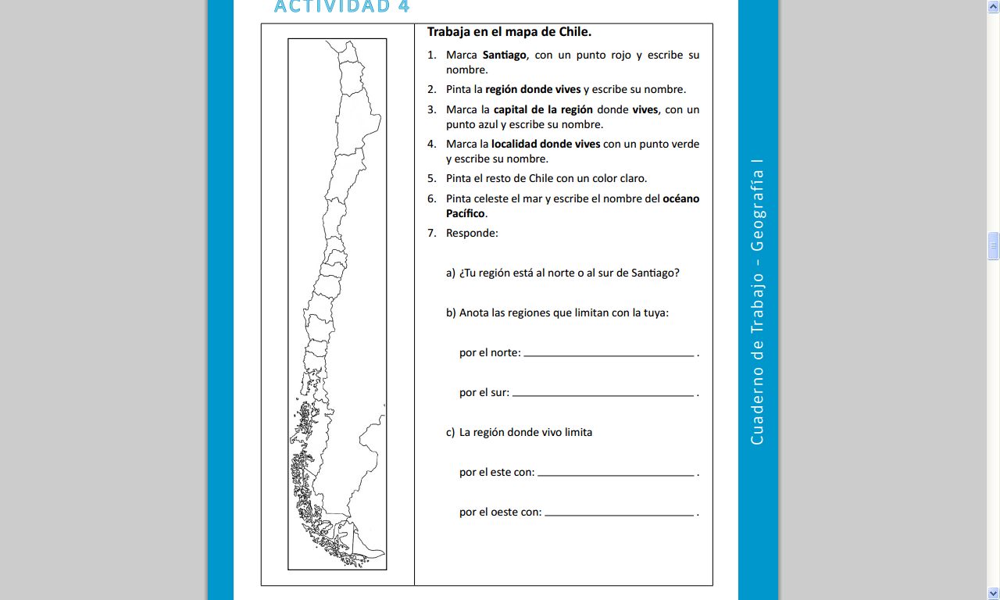 ACTIVIDAD 4
Trabaja en el mapa de Chile.
1. Marca Santiago, con un punto rojo y escribe su
nombre.
2. Pinta la región donde vives y escribe su nombre.
3. Marca la capital de la región donde vives, con un
punto azul y escribe su nombre.
4. Marca la localidad donde vives con un punto verde
y escribe su nombre.
5. Pinta el resto de Chile con un color claro.
6. Pinta celeste el mar y escribe el nombre del océano
Pacífico.
7. Responde:
a) ¿Tu región está al norte o al sur de Santiago?
b) Anota las regiones que limitan con la tuya:
por el norte: ____________________ .
por el sur: ____________________ .
c) La región donde vivo limita
por el este con: ____________________ .
por el oeste con: ____________________ .
Cuaderno de Trabajo – Geografía I